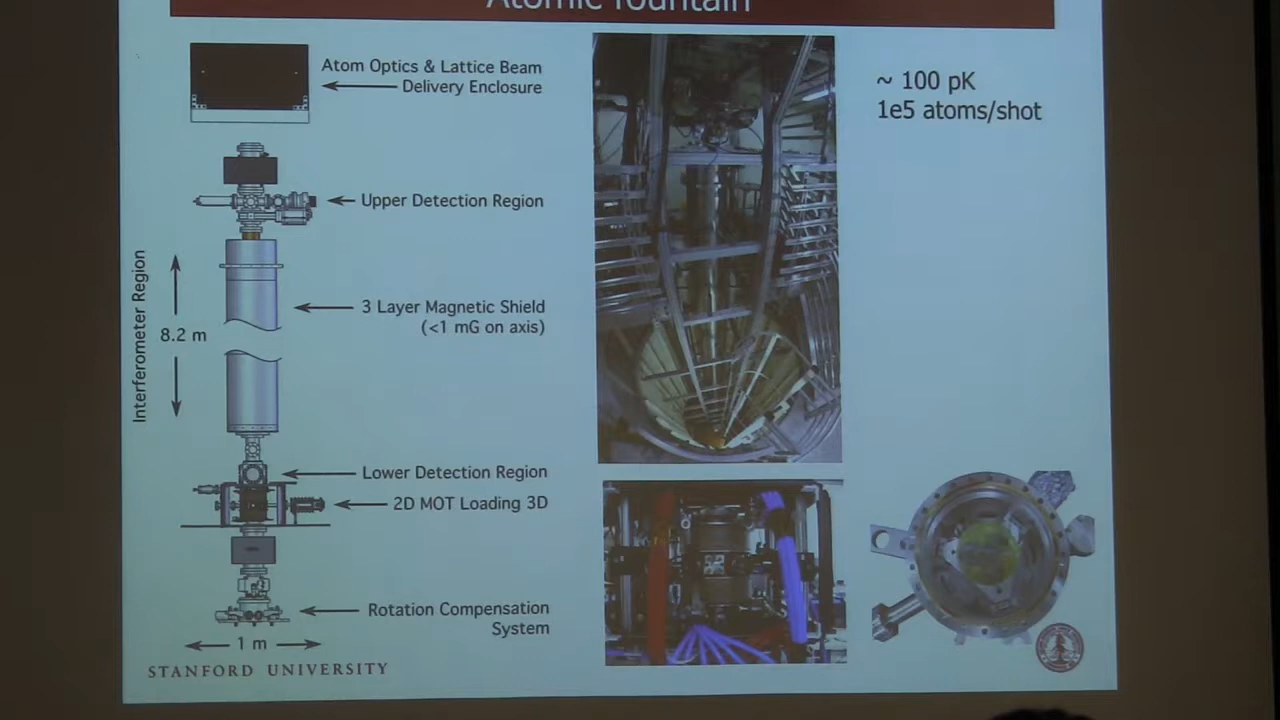 Atomic fountain
Atom Optics & Lattice Beam
Delivery Enclosure
~ 100 pK
1e5 atoms/shot
Upper Detection Region
Interferometer Region
8.2 m
3 Layer Magnetic Shield
(<1 mG on axis)
Lower Detection Region
2D MOT Loading 3D
Rotation Compensation
System
1 m
STANFORD UNIVERSITY